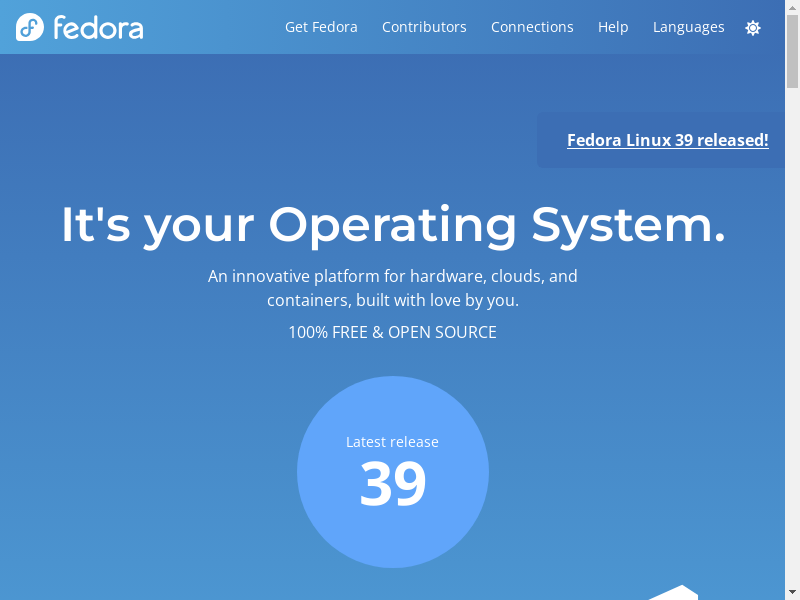 fedora
Get Fedora
Contributors
Connections
Help
Languages
Fedora Linux 39 released!
It's your Operating System.
An innovative platform for hardware, clouds, and
containers, built with love by you.
100% FREE & OPEN SOURCE
Latest release
39